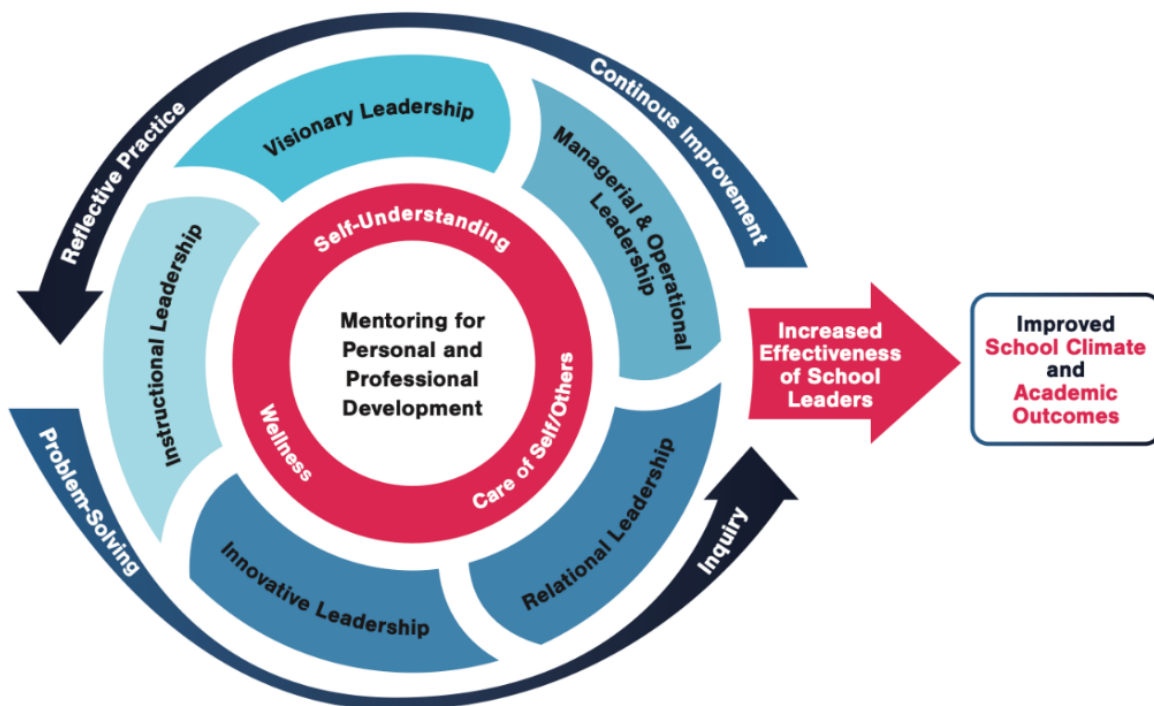 Continous Improvement
Reflective Practice
Visionary Leadership
Managerial & Operational
Leadership
Instructional Leadership
Self-Understanding
Mentoring for
Personal and
Professional
Development
Wellness
Care of Self/Others
Increased
Effectiveness
of School
Leaders
Improved
School Climate
and
Academic
Outcomes
Innovative Leadership
Relational Leadership
Problem-Solving
Inquiry